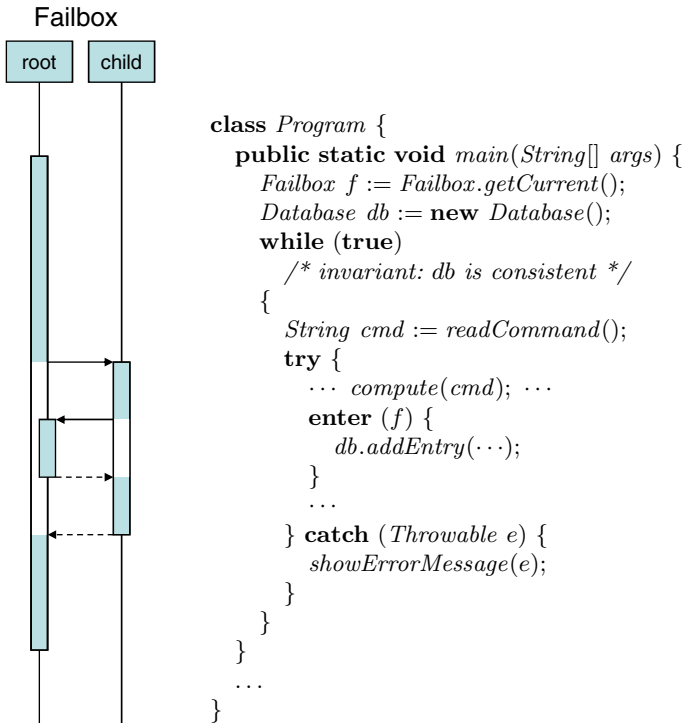 Failbox
root child
class Program {
public static void main(String[] args) {
Failbox f := Failbox.getCurrent();
Database db := new Database();
while (true)
/* invariant: db is consistent */
{
String cmd := readCommand();
try {
··· compute(cmd); ···
enter (f) {
db.addEntry(···);
}
···
} catch (Throwable e) {
showErrorMessage(e);
}
}
}
...
}